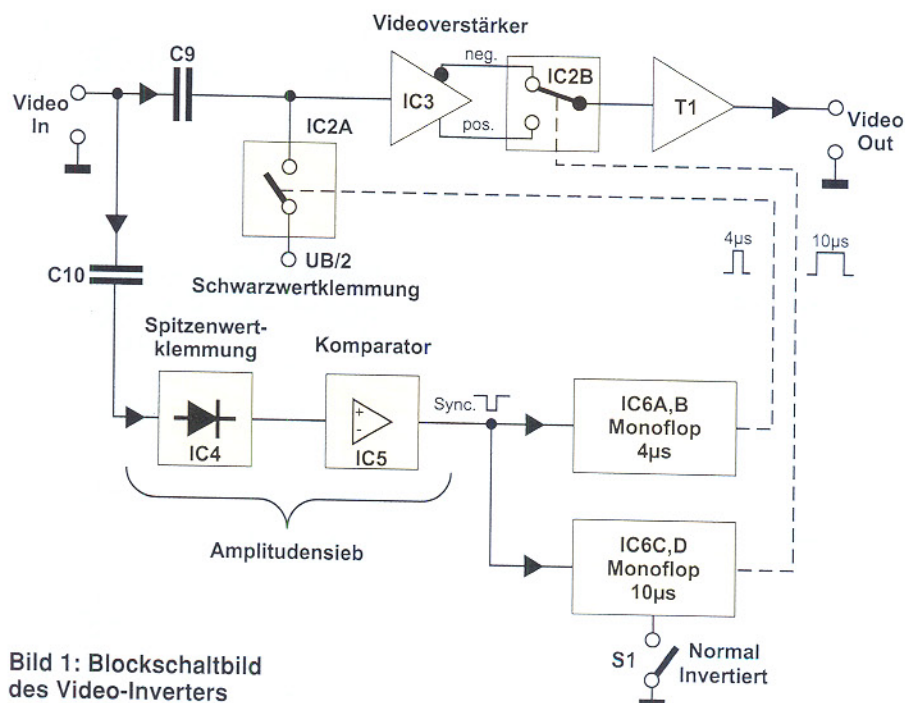 Videoverstärker
C9
neg.
IC2B
Video
In
IC3
T1
Video
Out
pos.
IC2A
4µs
10µs
UB/2
C10
Schwarzwertklemmung
Spitzenwert-
klemmung
Komparator
Sync.
IC6A,B
Monoflop
4µs
+
-
IC4
IC5
Amplitudensieb
IC6C,D
Monoflop
10µs
S1
Normal
Invertiert
Bild 1: Blockschaltbild
des Video-Inverters